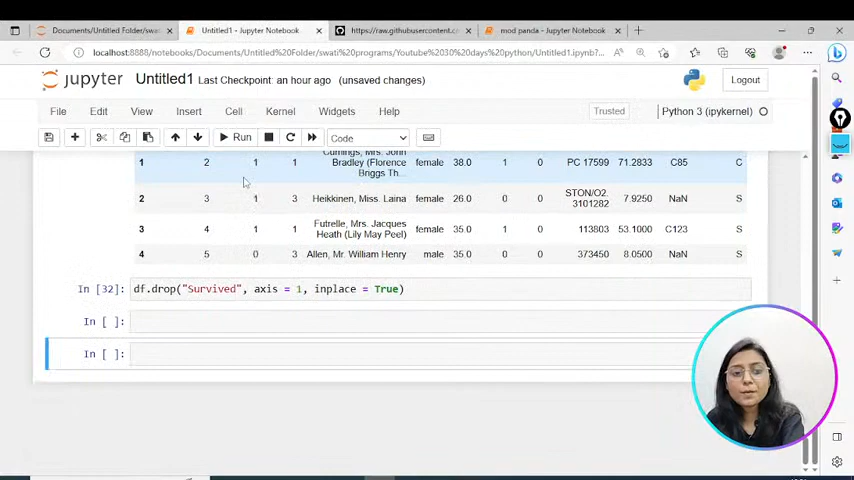 Documents/Untitled Folder/swati
Untitled1 - Jupyter Notebook
https://raw.githubusercontent.c
mod panda - Jupyter Notebook
localhost:8888/notebooks/Documents/Untitled%20Folder/swati%20programs/Youtube%2030%20days%20python/Untitled1.ipynb?...
jupyter Untitled1 Last Checkpoint: an hour ago (unsaved changes) Logout
File Edit View Insert Cell Kernel Widgets Help Trusted Python 3 (ipykernel)
Run Code
1 2 1 1 Cumings, Mrs. John Bradley (Florence Briggs Th... female 38.0 1 0 PC 17599 71.2833 C85 C
2 3 1 3 Heikkinen, Miss. Laina female 26.0 0 0 STON/O2. 3101282 7.9250 NaN S
3 4 1 1 Futrelle, Mrs. Jacques Heath (Lily May Peel) female 35.0 1 0 113803 53.1000 C123 S
4 5 0 3 Allen, Mr. William Henry male 35.0 0 0 373450 8.0500 NaN S
In [32]: df.drop("Survived", axis = 1, inplace = True)
In [ ]:
In [ ]: